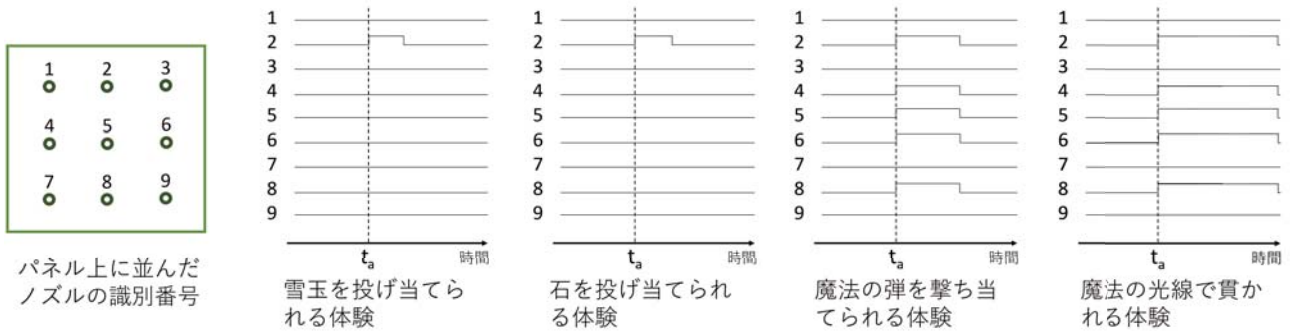 1 2 3
4 5 6
7 8 9
パネル上に並んだ
ノズルの識別番号
1
2
3
4
5
6
7
8
9
ta
時間
雪玉を投げ当てら
れる体験
1
2
3
4
5
6
7
8
9
ta
時間
石を投げ当てられ
る体験
1
2
3
4
5
6
7
8
9
ta
時間
魔法の弾を撃ち当
てられる体験
1
2
3
4
5
6
7
8
9
ta
時間
魔法の光線で貫か
れる体験